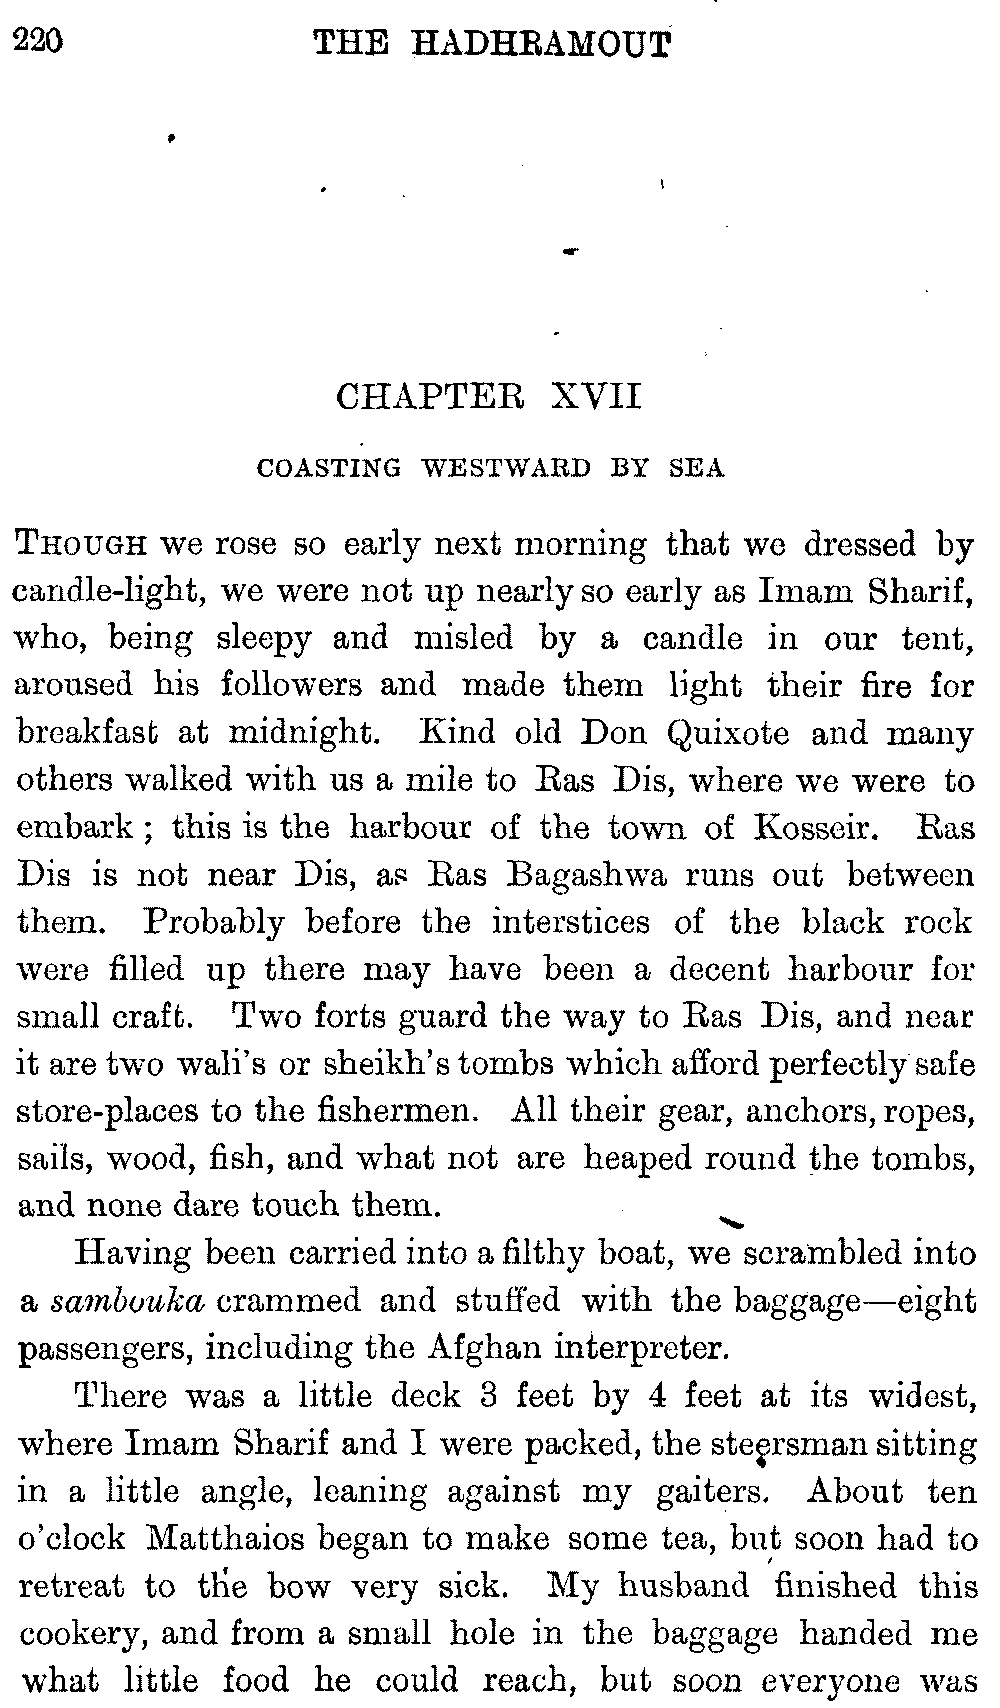 220 THE HADHRAMOUT
CHAPTER XVII
COASTING WESTWARD BY SEA
THOUGH we rose so early next morning that we dressed by
candle-light, we were not up nearly so early as Imam Sharif,
who, being sleepy and misled by a candle in our tent,
aroused his followers and made them light their fire for
breakfast at midnight. Kind old Don Quixote and many
others walked with us a mile to Ras Dis, where we were to
embark; this is the harbour of the town of Kosseir. Ras
Dis is not near Dis, as Ras Bagashwa runs out between
them. Probably before the interstices of the black rock
were filled up there may have been a decent harbour for
small craft. Two forts guard the way to Ras Dis, and near
it are two wali's or sheikh's tombs which afford perfectly safe
store-places to the fishermen. All their gear, anchors, ropes,
sails, wood, fish, and what not are heaped round the tombs,
and none dare touch them.
Having been carried into a filthy boat, we scrambled into
a sambouka crammed and stuffed with the baggage—eight
passengers, including the Afghan interpreter.
There was a little deck 3 feet by 4 feet at its widest,
where Imam Sharif and I were packed, the steersman sitting
in a little angle, leaning against my gaiters. About ten
o'clock Matthaios began to make some tea, but soon had to
retreat to the bow very sick. My husband finished this
cookery, and from a small hole in the baggage handed me
what little food he could reach, but soon everyone was